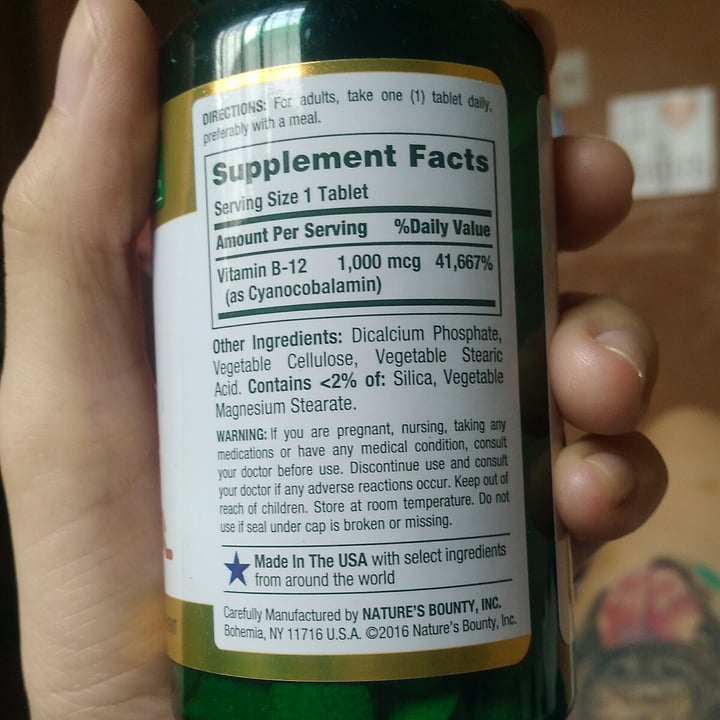 DIRECTIONS: For adults, take one (1) tablet daily,
preferably with a meal.
Supplement Facts
Serving Size 1 Tablet
Amount Per Serving %Daily Value
Vitamin B-12 1,000 mcg 41,667%
(as Cyanocobalamin)
Other Ingredients: Dicalcium Phosphate,
Vegetable Cellulose, Vegetable Stearic
Acid. Contains <2% of: Silica, Vegetable
Magnesium Stearate.
WARNING: If you are pregnant, nursing, taking any
medications or have any medical condition, consult
your doctor before use. Discontinue use and consult
your doctor if any adverse reactions occur. Keep out of
reach of children. Store at room temperature. Do not
use if seal under cap is broken or missing.
Made In The USA with select ingredients
from around the world
Carefully Manufactured by NATURE'S BOUNTY, INC.
Bohemia, NY 11716 U.S.A. ©2016 Nature's Bounty, Inc.